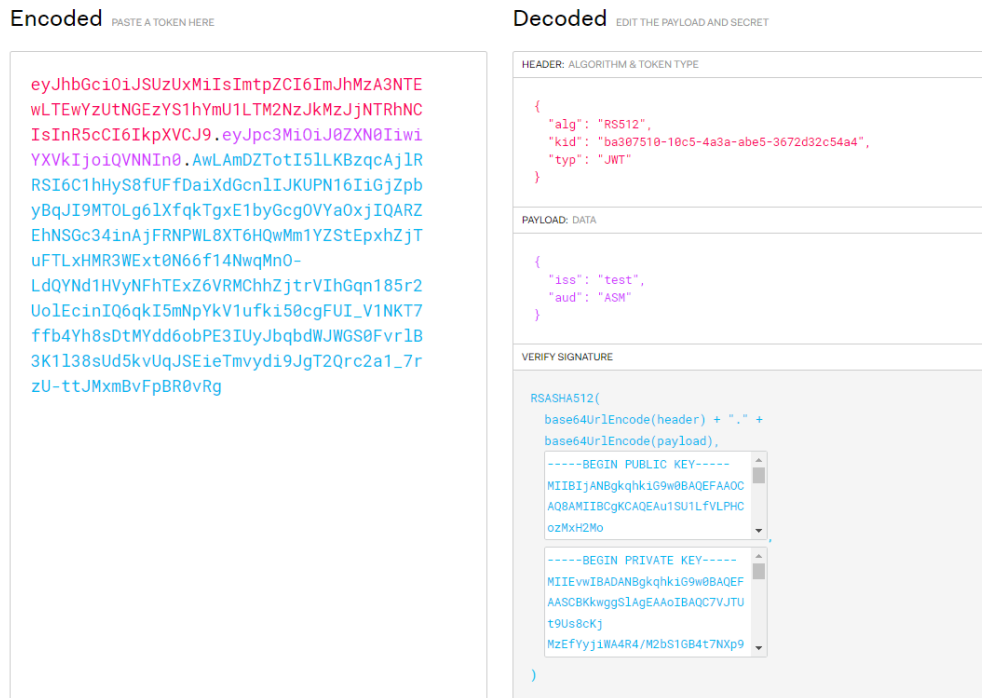 Encoded PASTE A TOKEN HERE
eyJhbGciOiJSUzUxMiIsImtpZCI6ImJhMzA3NTE
wLTEwYzUtNGEzYS1hYmU1LTM2NzJkMzJjNTRhNC
IsInR5cCI6IkpXVCJ9.eyJpc3MiOiJ0ZXN0Iiwi
YXVkIjoiQVNNIn0.AwLAmDZTotI5lLKBzqcAjlR
RSI6C1hHyS8fUFfDaiXdGcnlIJKUPN16IiGjZpb
yBqJI9MTOLg6lXfqkTgxE1byGcgOVYaOxjIQARZ
EhNSGc34inAjFRNPWL8XT6HQwMm1YZStEpxhZjT
uFTLxHMR3WExt0N66f14NwqMnO-
LdQYNd1HVyNFhTExZ6VRMChhZjtrVIhGqn185r2
UolEcinIQ6qkI5mNpYkV1ufki50cgFUI_V1NKT7
ffb4Yh8sDtMYdd6obPE3IUyJbqbdWJWGS0FvrlB
3K1l38sUd5kvUqJSEieTmvydi9JgT2Qrc2a1_7r
zU-ttJMxmBvFpBR0vRg
Decoded EDIT THE PAYLOAD AND SECRET
HEADER: ALGORITHM & TOKEN TYPE
{
"alg": "RS512",
"kid": "ba307510-10c5-4a3a-abe5-3672d32c54a4",
"typ": "JWT"
}
PAYLOAD: DATA
{
"iss": "test",
"aud": "ASM"
}
VERIFY SIGNATURE
RSASHA512(
base64UrlEncode(header) + "." +
base64UrlEncode(payload),
-----BEGIN PUBLIC KEY-----
MIIBIjANBgkqhkiG9w0BAQEFAAOC
AQ8AMIIBCgKCAQEAu1SU1LfVLPHC
ozMxH2Mo
,
-----BEGIN PRIVATE KEY-----
MIIEvwIBADANBgkqhkiG9w0BAQEF
AASCBKkwggSlAgEAAoIBAQC7VJTU
t9Us8cKj
MzEfYyjiWA4R4/M2bS1GB4t7NXp9
)